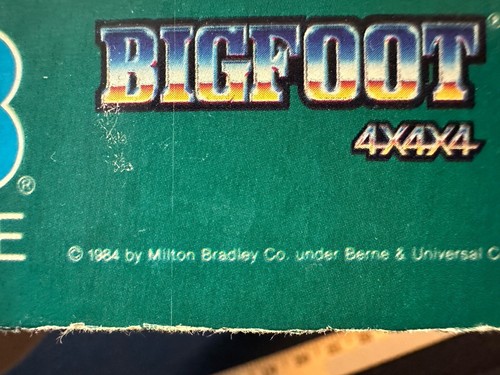 BIGFOOT
4X4X4
®
E
© 1984 by Milton Bradley Co. under Berne & Universal C